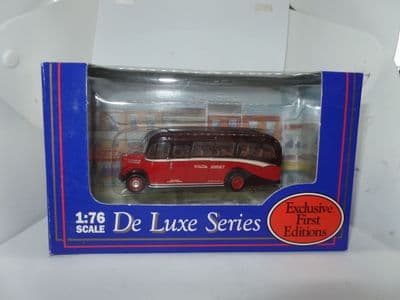 1:76
SCALE
De Luxe Series
Exclusive
First
Editions